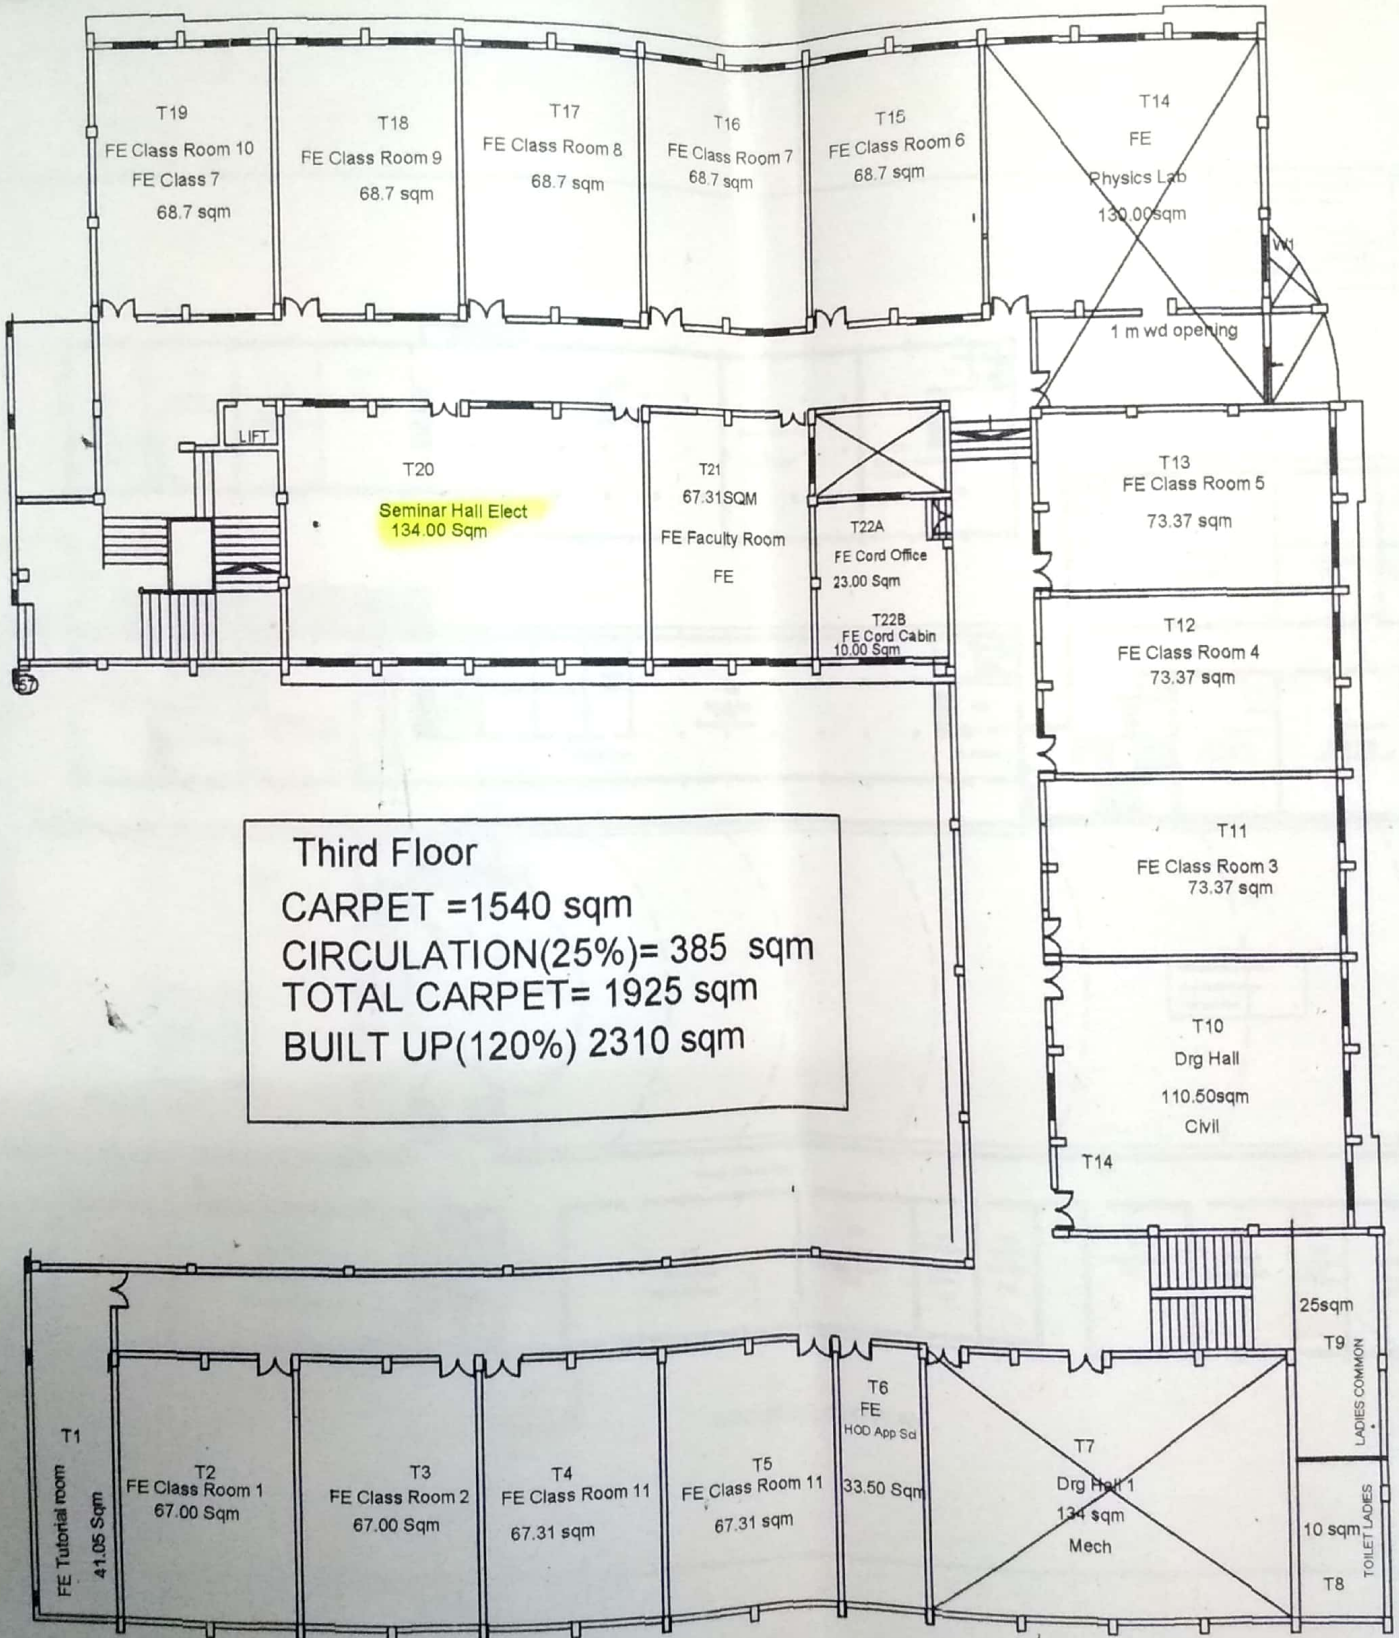 T19
FE Class Room 10
FE Class 7
68.7 sqm
T18
FE Class Room 9
68.7 sqm
T17
FE Class Room 8
68.7 sqm
T16
FE Class Room 7
68.7 sqm
T15
FE Class Room 6
68.7 sqm
T14
FE
Physics Lab
130.00sqm
W1
1 m wd opening
LIFT
T20
Seminar Hall Elect
134.00 Sqm
T21
67.31SQM
FE Faculty Room
FE
T22A
FE Cord Office
23.00 Sqm
T22B
FE Cord Cabin
10.00 Sqm
T13
FE Class Room 5
73.37 sqm
T12
FE Class Room 4
73.37 sqm
57
T11
FE Class Room 3
73.37 sqm
Third Floor
CARPET =1540 sqm
CIRCULATION(25%)= 385 sqm
TOTAL CARPET= 1925 sqm
BUILT UP(120%) 2310 sqm
T10
Drg Hall
110.50sqm
Civil
T14
25sqm
T9
LADIES COMMON
T1
FE Tutorial room
41.05 Sqm
T2
FE Class Room 1
67.00 Sqm
T3
FE Class Room 2
67.00 Sqm
T4
FE Class Room 11
67.31 sqm
T5
FE Class Room 11
67.31 sqm
T6
FE
HOD App Sci
33.50 Sqm
T7
Drg Hall 1
134 sqm
Mech
10 sqm
T8
TOILET LADIES